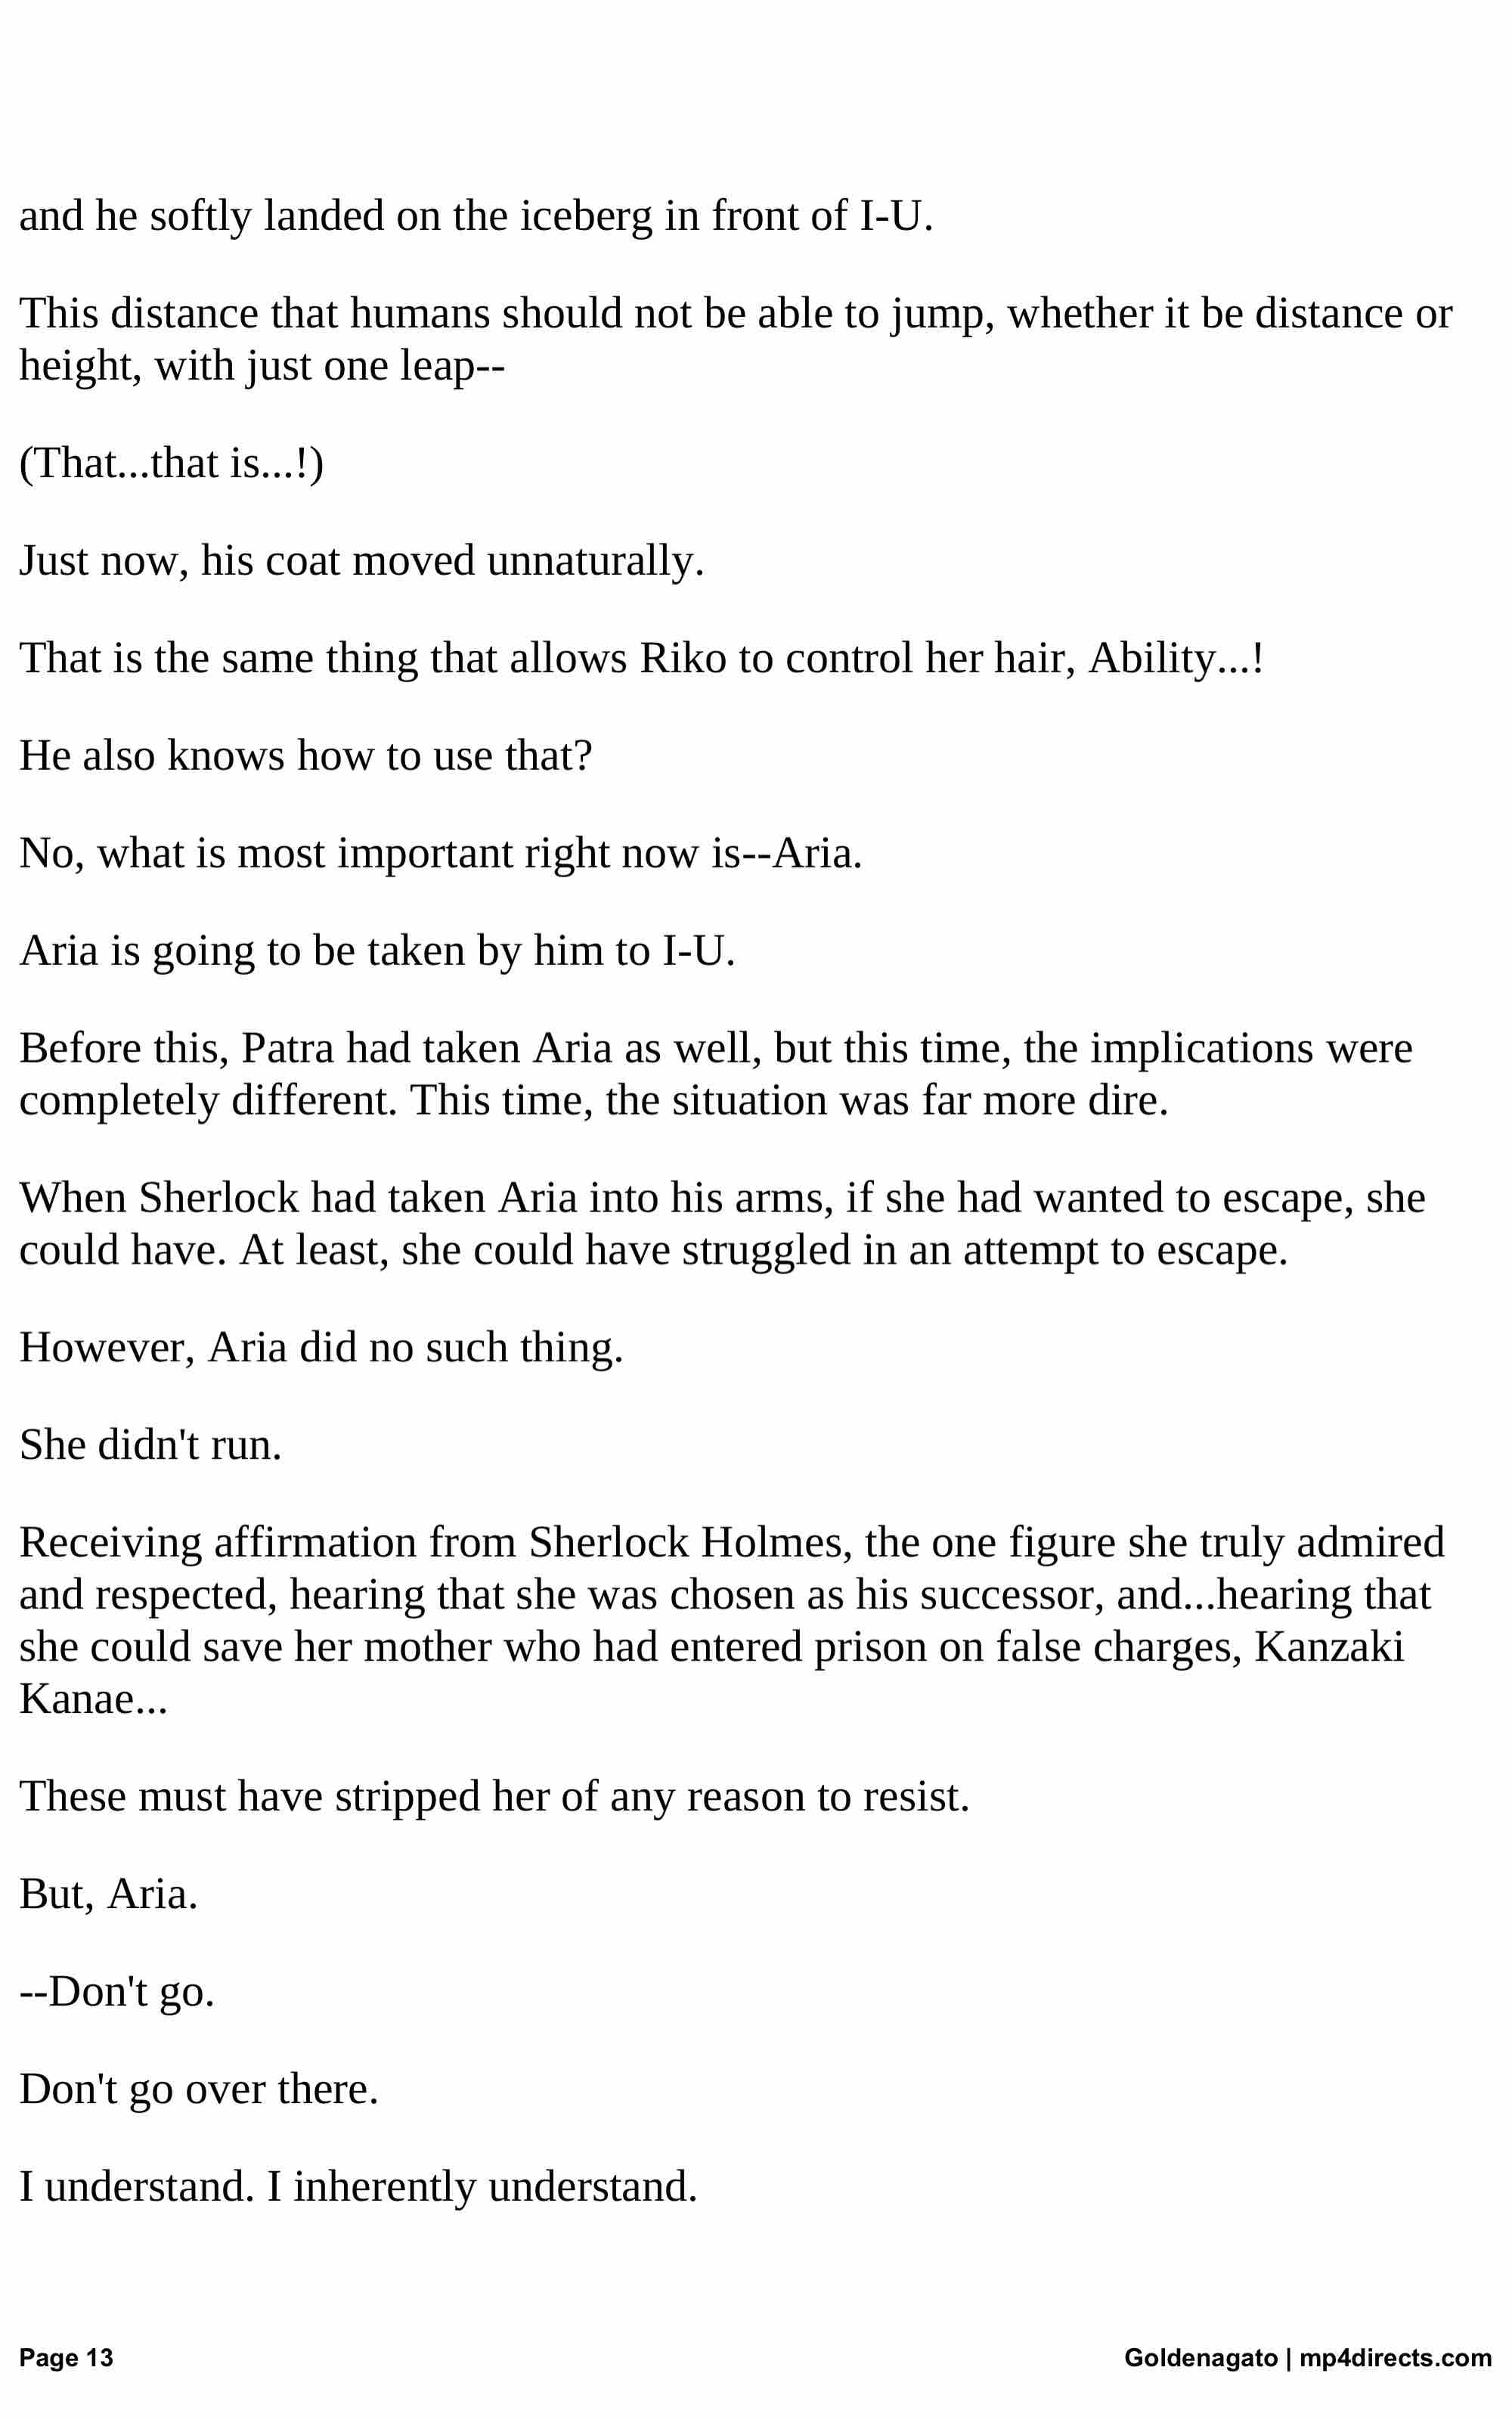 and he softly landed on the iceberg in front of I-U.
This distance that humans should not be able to jump, whether it be distance or
height, with just one leap--
(That...that is...!)
Just now, his coat moved unnaturally.
That is the same thing that allows Riko to control her hair, Ability...!
He also knows how to use that?
No, what is most important right now is--Aria.
Aria is going to be taken by him to I-U.
Before this, Patra had taken Aria as well, but this time, the implications were
completely different. This time, the situation was far more dire.
When Sherlock had taken Aria into his arms, if she had wanted to escape, she
could have. At least, she could have struggled in an attempt to escape.
However, Aria did no such thing.
She didn't run.
Receiving affirmation from Sherlock Holmes, the one figure she truly admired
and respected, hearing that she was chosen as his successor, and...hearing that
she could save her mother who had entered prison on false charges, Kanzaki
Kanae...
These must have stripped her of any reason to resist.
But, Aria.
--Don't go.
Don't go over there.
I understand. I inherently understand.
Page 13
Goldenagato | mp4directs.com